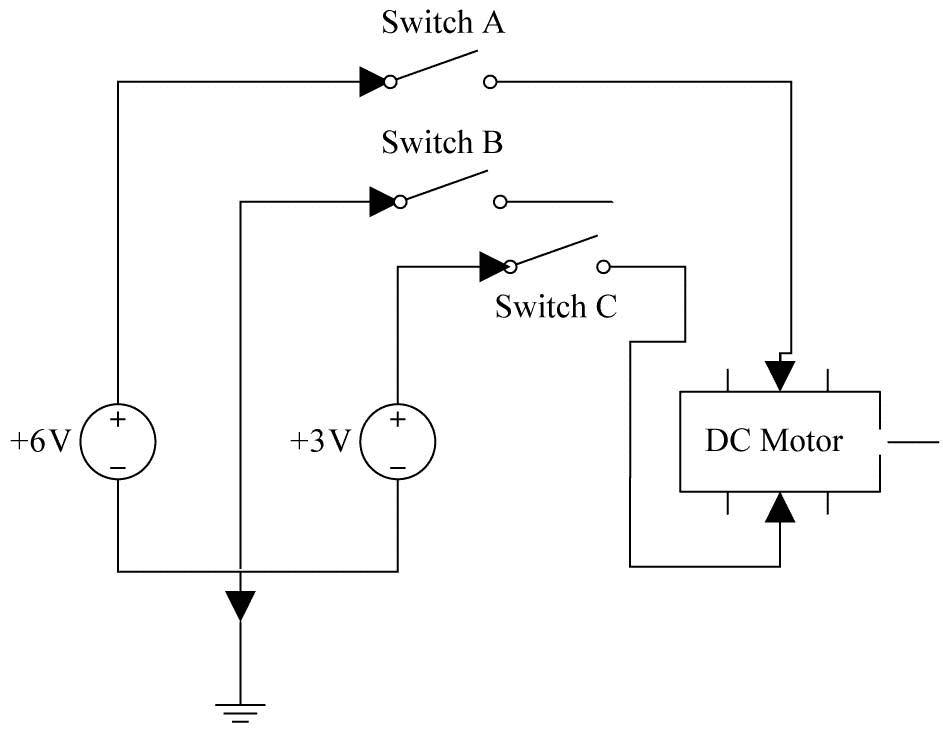 Switch A
Switch B
Switch C
+6V
+
−
+3V
+
−
DC Motor